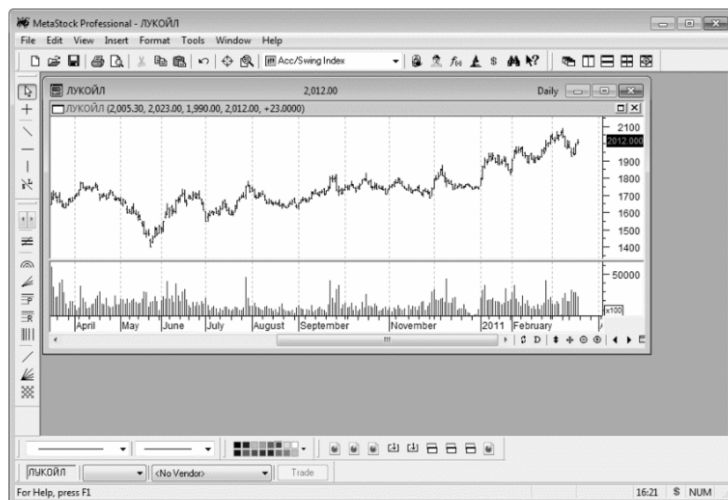 MetaStock Professional - ЛУКОЙЛ
File Edit View Insert Format Tools Window Help
Acc/Swing Index
ЛУКОЙЛ 2,012.00 Daily
ЛУКОЙЛ (2,005.30, 2,023.00, 1,990.00, 2,012.00, +23.0000)
2100
2012.000
1900
1800
1700
1600
1500
1400
50000
x100
April May June July August September November 2011 February
D
ЛУКОЙЛ <No Vendor> Trade
For Help, press F1 16:21 $ NUM